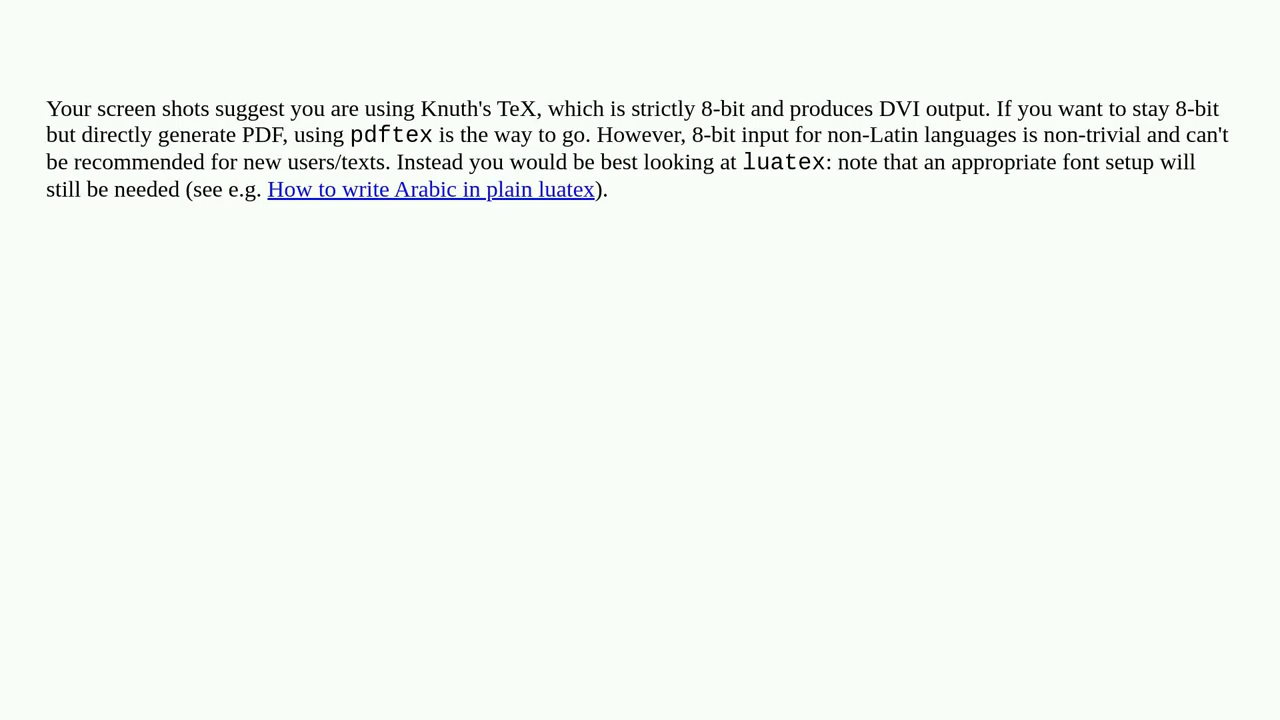 Your screen shots suggest you are using Knuth's TeX, which is strictly 8-bit and produces DVI output. If you want to stay 8-bit
but directly generate PDF, using pdftex is the way to go. However, 8-bit input for non-Latin languages is non-trivial and can't
be recommended for new users/texts. Instead you would be best looking at luatex: note that an appropriate font setup will
still be needed (see e.g. How to write Arabic in plain luatex).